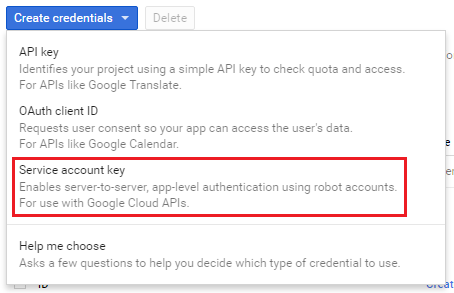 Create credentials Delete
API key
Identifies your project using a simple API key to check quota and access.
For APIs like Google Translate.
OAuth client ID
Requests user consent so your app can access the user's data.
For APIs like Google Calendar.
Service account key
Enables server-to-server, app-level authentication using robot accounts.
For use with Google Cloud APIs.
Help me choose
Asks a few questions to help you decide which type of credential to use.
ID Creat